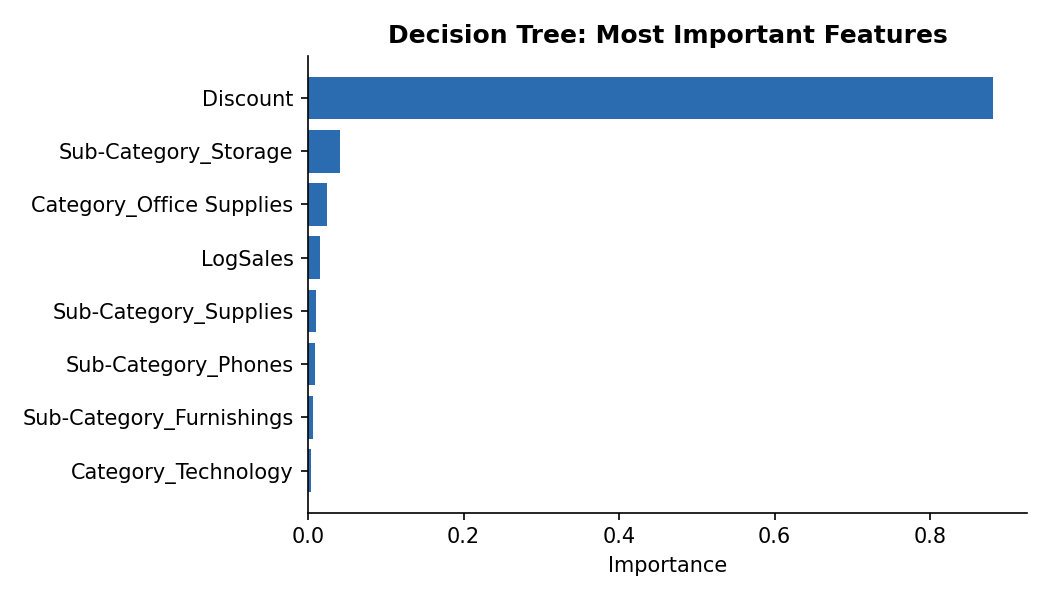 Decision Tree: Most Important Features
Discount
Sub-Category_Storage
Category_Office Supplies
LogSales
Sub-Category_Supplies
Sub-Category_Phones
Sub-Category_Furnishings
Category_Technology
0.0 0.2 0.4 0.6 0.8
Importance